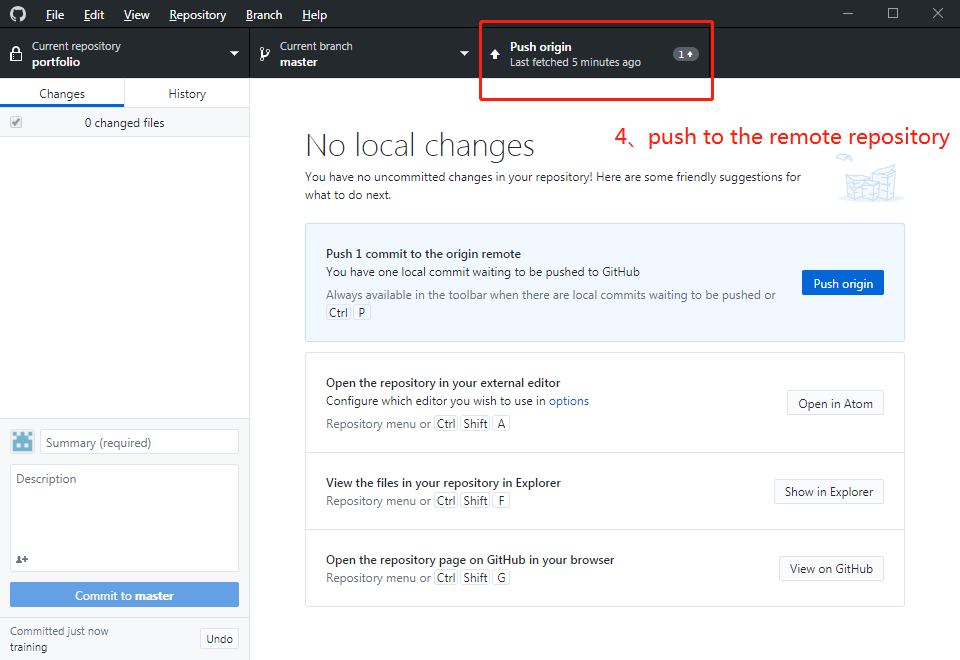 File Edit View Repository Branch Help
Current repository
portfolio
Current branch
master
Push origin
Last fetched 5 minutes ago
1
Changes
History
0 changed files
4、push to the remote repository
No local changes
You have no uncommitted changes in your repository! Here are some friendly suggestions for
what to do next.
Push 1 commit to the origin remote
You have one local commit waiting to be pushed to GitHub
Always available in the toolbar when there are local commits waiting to be pushed or
Ctrl P
Push origin
Open the repository in your external editor
Configure which editor you wish to use in options
Repository menu or Ctrl Shift A
Open in Atom
View the files in your repository in Explorer
Repository menu or Ctrl Shift F
Show in Explorer
Open the repository page on GitHub in your browser
Repository menu or Ctrl Shift G
View on GitHub
Summary (required)
Description
Commit to master
Committed just now
training
Undo